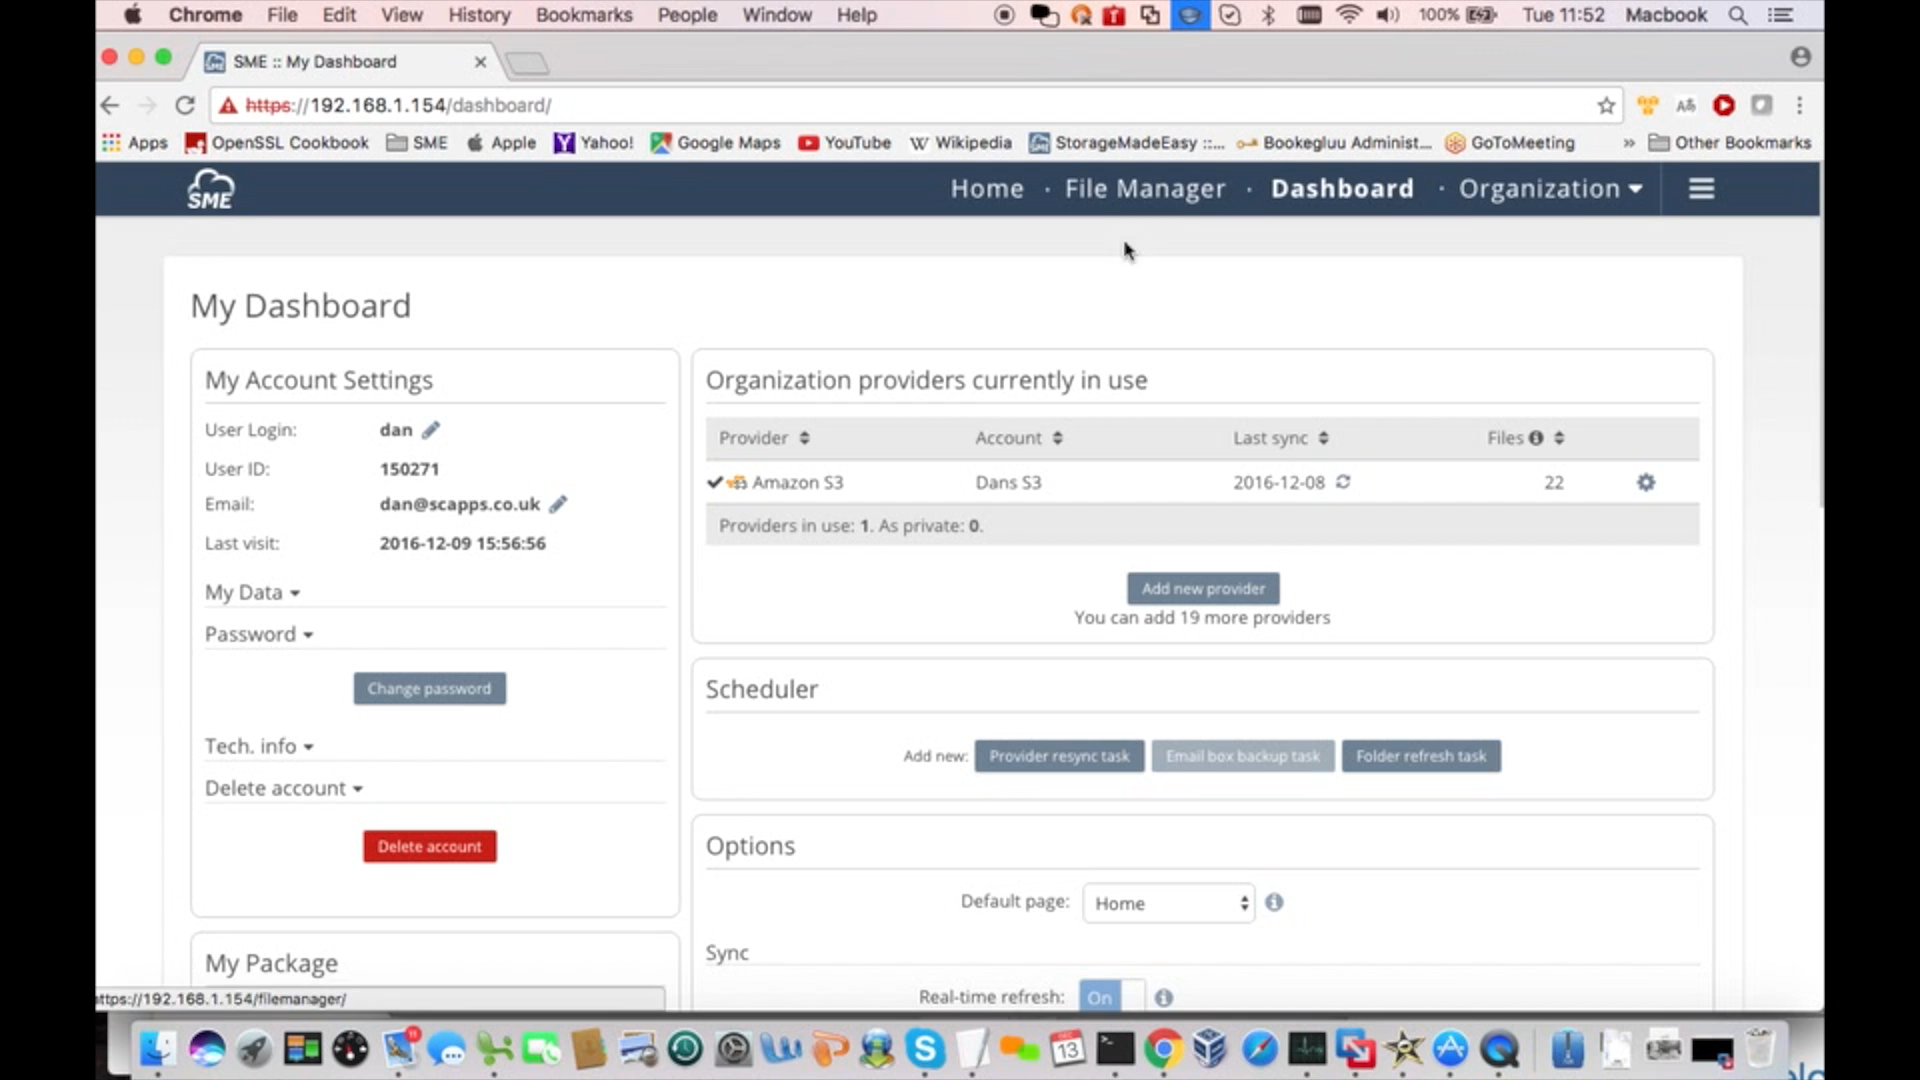 Chrome File Edit View History Bookmarks People Window Help 100% Tue 11:52 Macbook
SME :: My Dashboard
https://192.168.1.154/dashboard/
Apps OpenSSL Cookbook SME Apple Yahoo! Google Maps YouTube Wikipedia StorageMadeEasy ::... Bookegluu Administ... GoToMeeting » Other Bookmarks
SME Home · File Manager · Dashboard · Organization
My Dashboard
My Account Settings
User Login: dan
User ID: 150271
Email: dan@scapps.co.uk
Last visit: 2016-12-09 15:56:56
My Data
Password
Change password
Tech. info
Delete account
Delete account
My Package
Organization providers currently in use
Provider Account Last sync Files
Amazon S3 Dans S3 2016-12-08 22
Providers in use: 1. As private: 0.
Add new provider
You can add 19 more providers
Scheduler
Add new: Provider resync task Email box backup task Folder refresh task
Options
Default page: Home
Sync
Real-time refresh: On
ttps://192.168.1.154/filemanager/
13